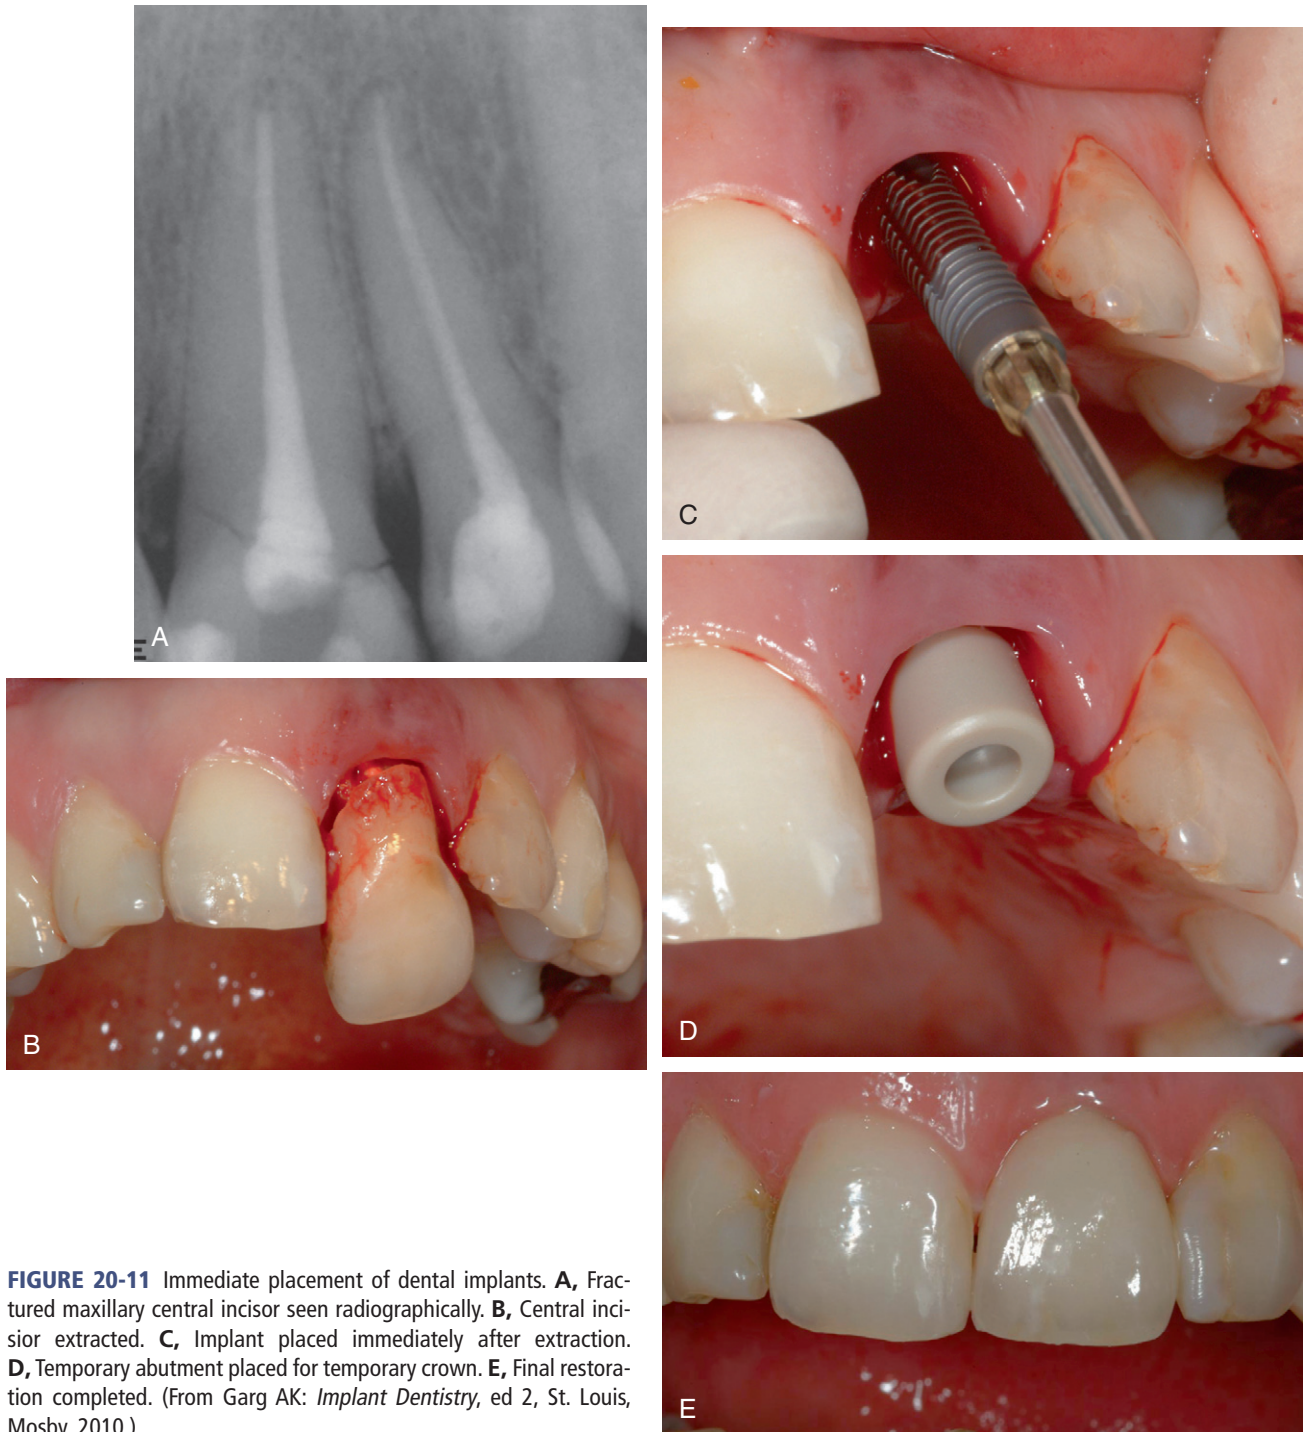 A
C
B
D
E
FIGURE 20-11 Immediate placement of dental implants. A, Frac-
tured maxillary central incisor seen radiographically. B, Central inci-
sior extracted. C, Implant placed immediately after extraction.
D, Temporary abutment placed for temporary crown. E, Final restora-
tion completed. (From Garg AK: Implant Dentistry, ed 2, St. Louis,
Mosby, 2010.)